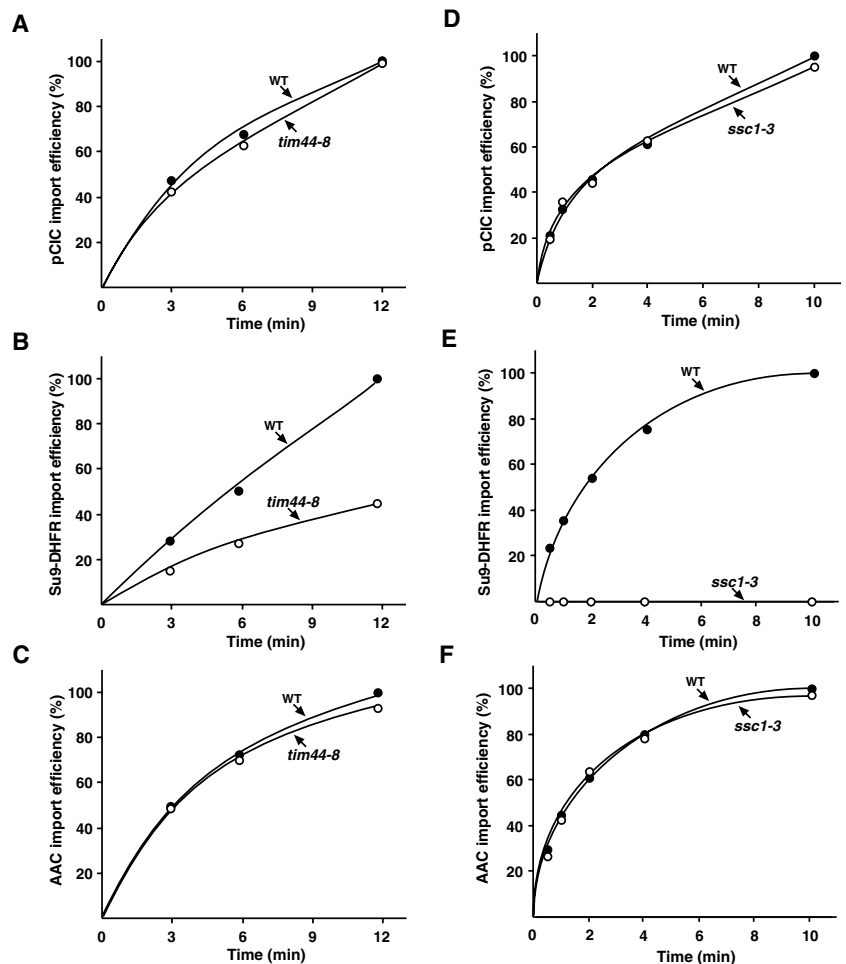 A
pCIC import efficiency (%)
100
80
60
40
20
WT
tim44-8
0
3
6
9
12
Time (min)
B
Su9-DHFR import efficiency (%)
100
80
60
40
20
WT
tim44-8
0
3
6
9
12
Time (min)
C
AAC import efficiency (%)
100
80
60
40
20
WT
tim44-8
0
3
6
9
12
Time (min)
D
pCIC import efficiency (%)
100
80
60
40
20
WT
ssc1-3
0
2
4
6
8
10
Time (min)
E
Su9-DHFR import efficiency (%)
100
80
60
40
20
WT
ssc1-3
0
2
4
6
8
10
Time (min)
F
AAC import efficiency (%)
100
80
60
40
20
WT
ssc1-3
0
2
4
6
8
10
Time (min)